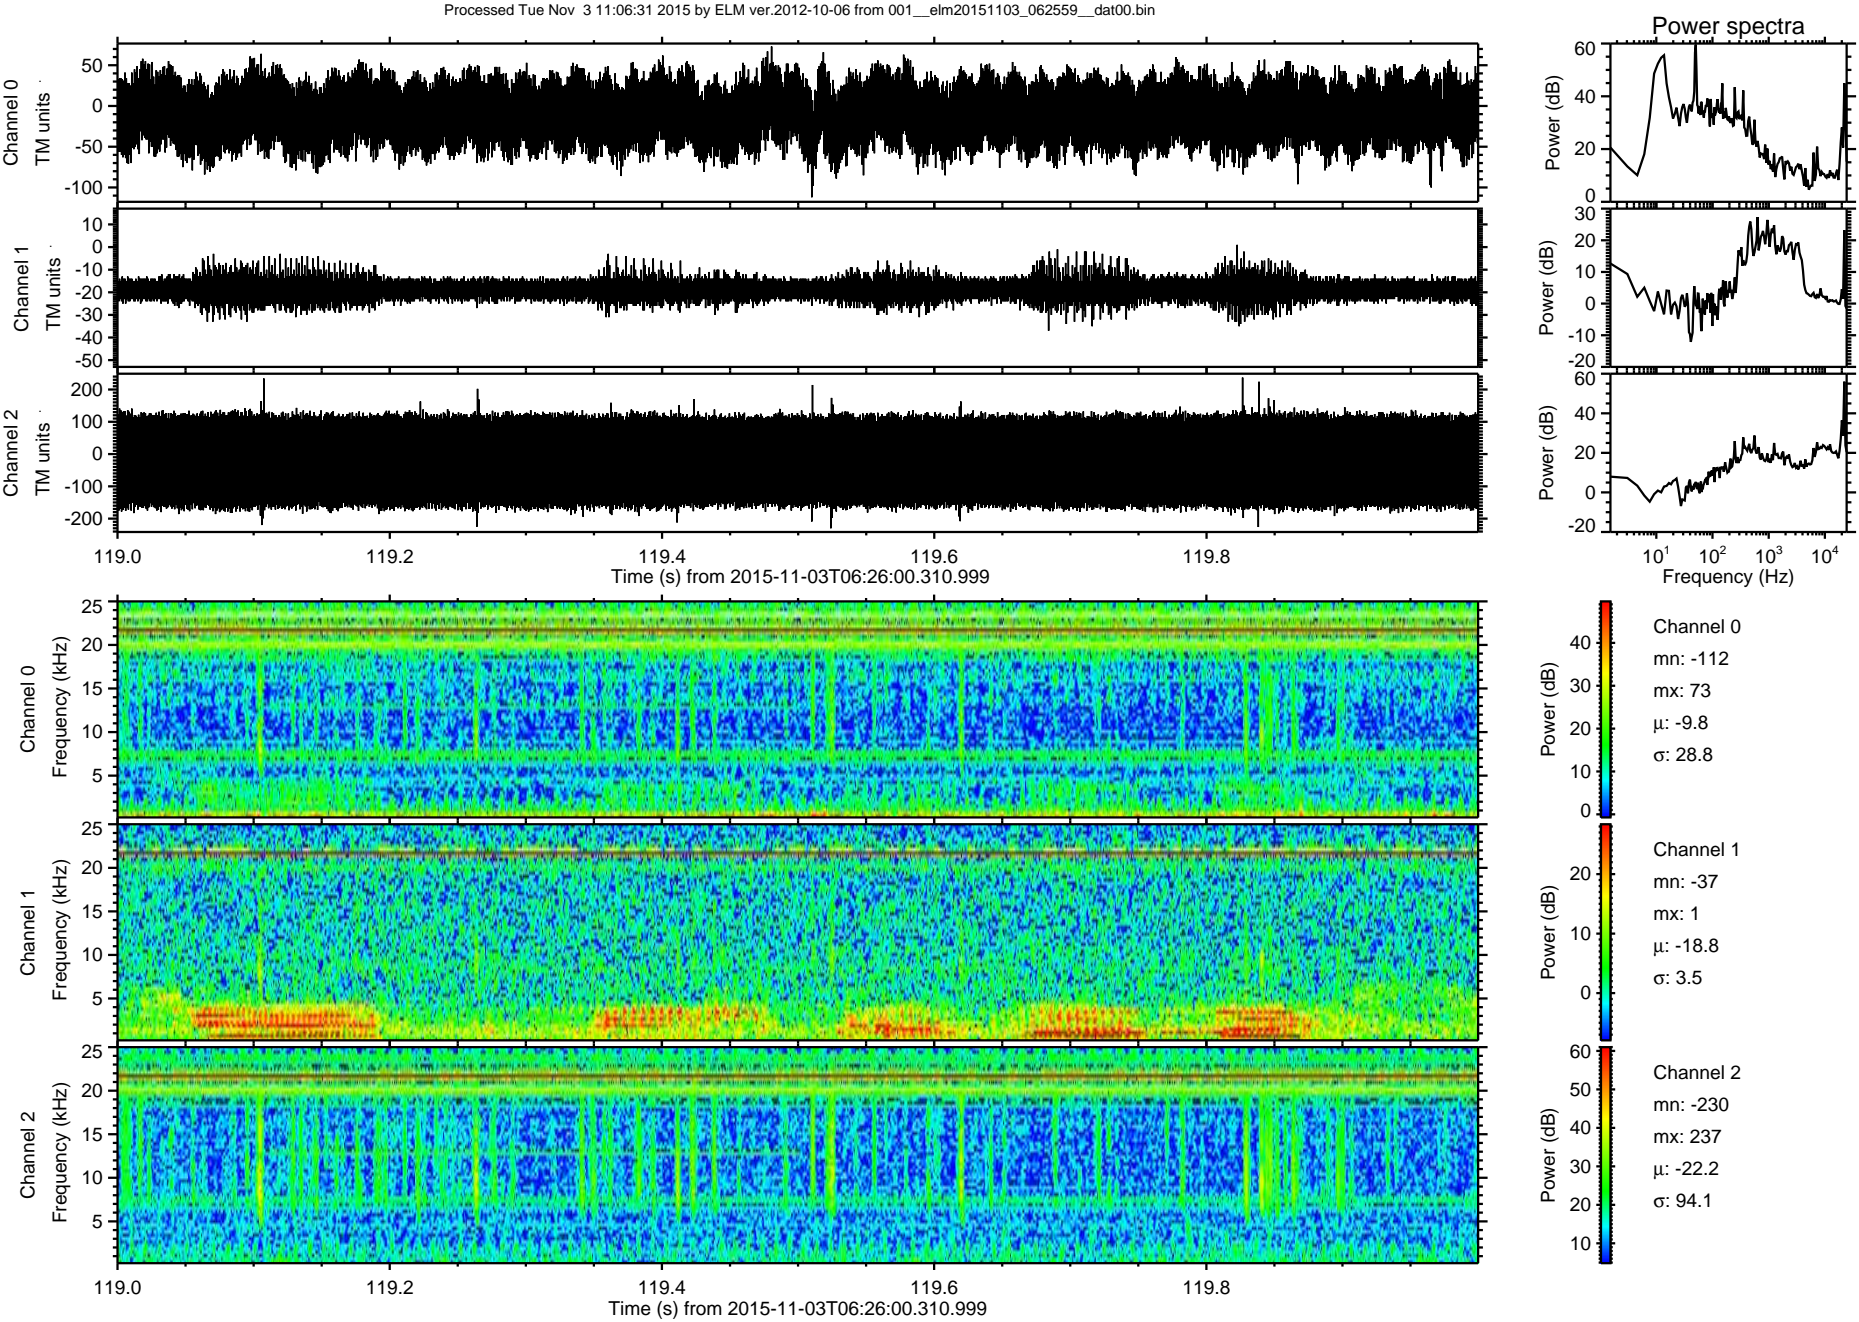 Processed Tue Nov  3 11:06:31 2015 by ELM ver.2012-10-06 from 001__elm20151103_062559__dat00.bin
Power spectra
Channel 0
TM units
50
0
-50
-100
Power (dB)
60
40
20
0
Channel 1
TM units
10
0
-10
-20
-30
-40
-50
Power (dB)
30
20
10
0
-10
-20
Channel 2
TM units
200
100
0
-100
-200
Power (dB)
60
40
20
0
-20
119.0 119.2 119.4 119.6 119.8
Time (s) from 2015-11-03T06:26:00.310.999
10¹ 10² 10³ 10⁴
Frequency (Hz)
Channel 0
Frequency (kHz)
25
20
15
10
5
Power (dB)
40
30
20
10
0
Channel 0
mn: -112
mx: 73
μ: -9.8
σ: 28.8
Channel 1
Frequency (kHz)
25
20
15
10
5
Power (dB)
20
10
0
Channel 1
mn: -37
mx: 1
μ: -18.8
σ: 3.5
Channel 2
Frequency (kHz)
25
20
15
10
5
Power (dB)
60
50
40
30
20
10
Channel 2
mn: -230
mx: 237
μ: -22.2
σ: 94.1
119.0 119.2 119.4 119.6 119.8
Time (s) from 2015-11-03T06:26:00.310.999